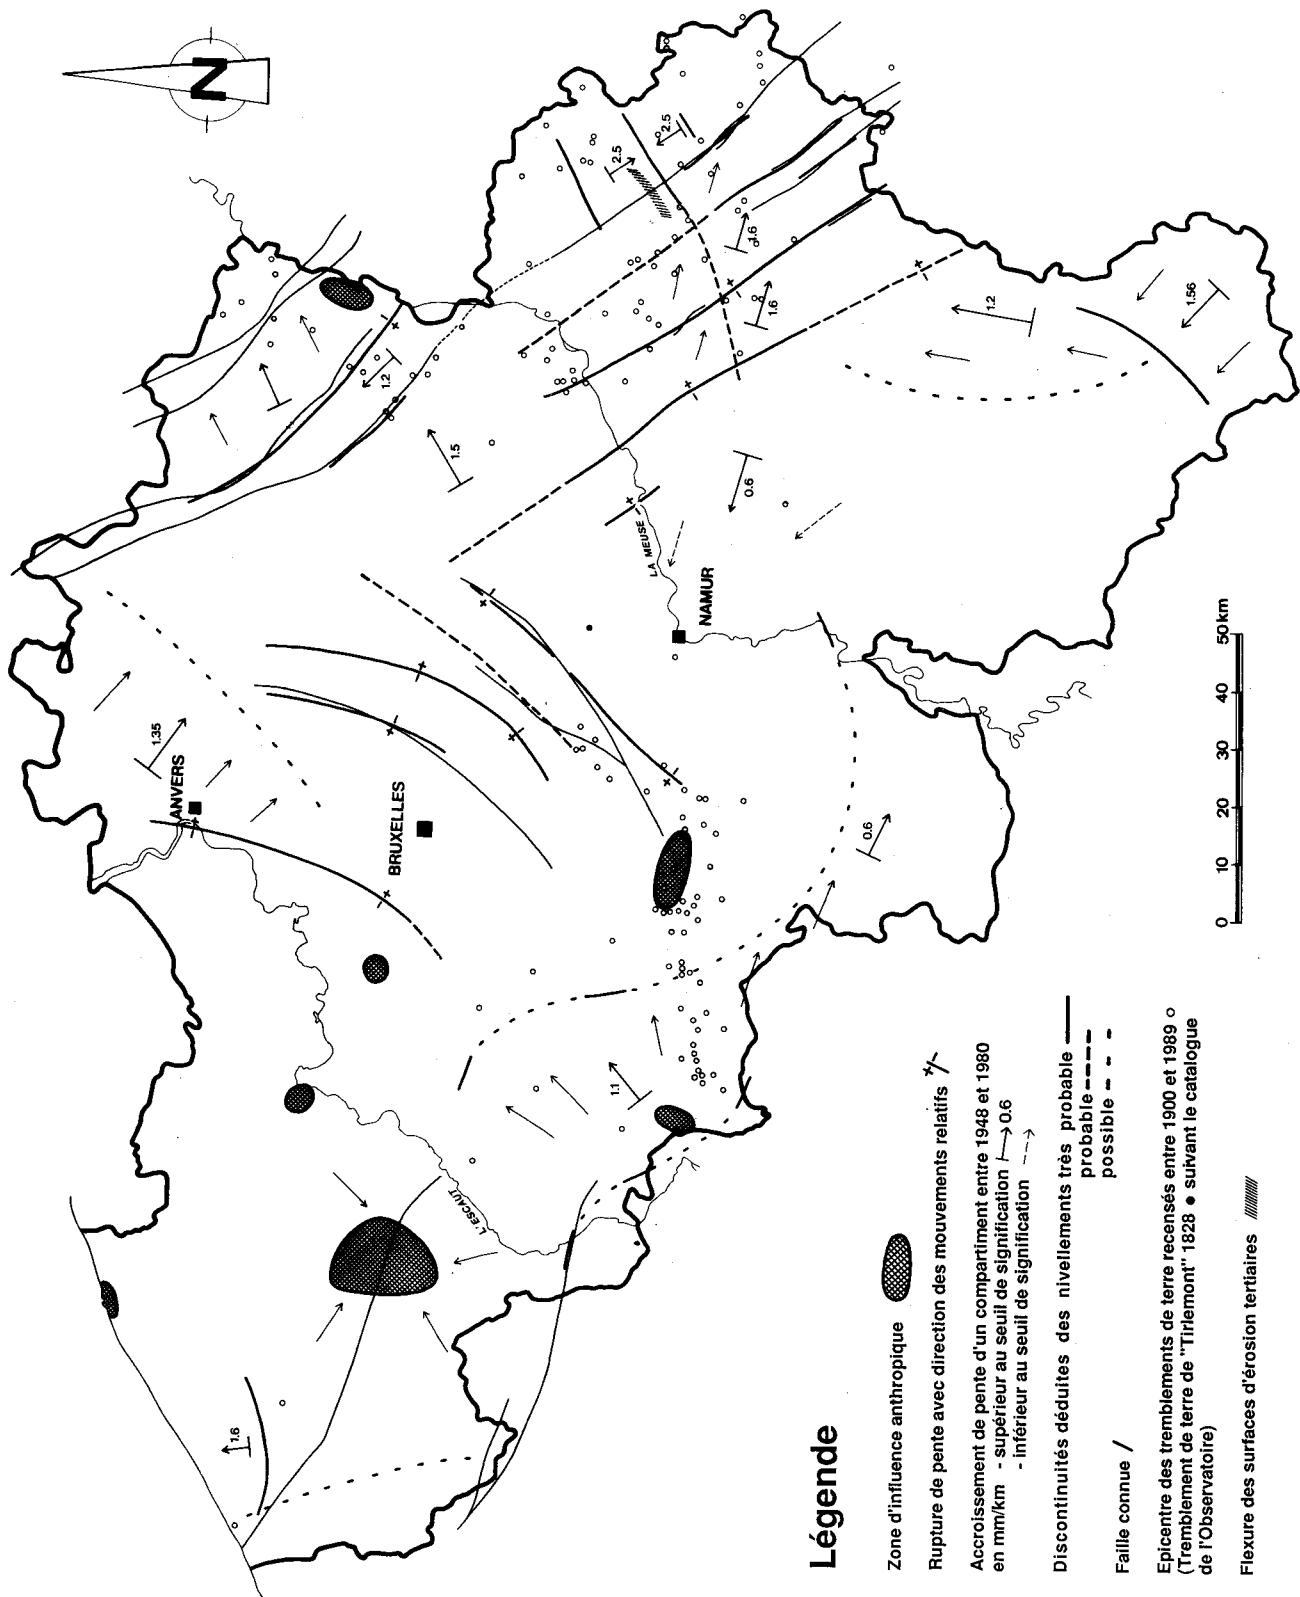 N
ANVERS
BRUXELLES
NAMUR
LA MEUSE
L'ESCAUT
1.35
1.2
1.5
2.5
2.5
1.6
1.6
0.6
1.2
1.56
0.6
1.1
1.6
0 10 20 30 40 50 km
Légende
Zone d'influence anthropique
Rupture de pente avec direction des mouvements relatifs +/-
Accroissement de pente d'un compartiment entre 1948 et 1980
en mm/km - supérieur au seuil de signification 0.6
- inférieur au seuil de signification
Discontinuités déduites des nivellements très probable
probable
possible
Faille connue
Epicentre des tremblements de terre recensés entre 1900 et 1989
(Tremblement de terre de "Tirlemont" 1828 • suivant le catalogue
de l'Observatoire)
Flexure des surfaces d'érosion tertiaires